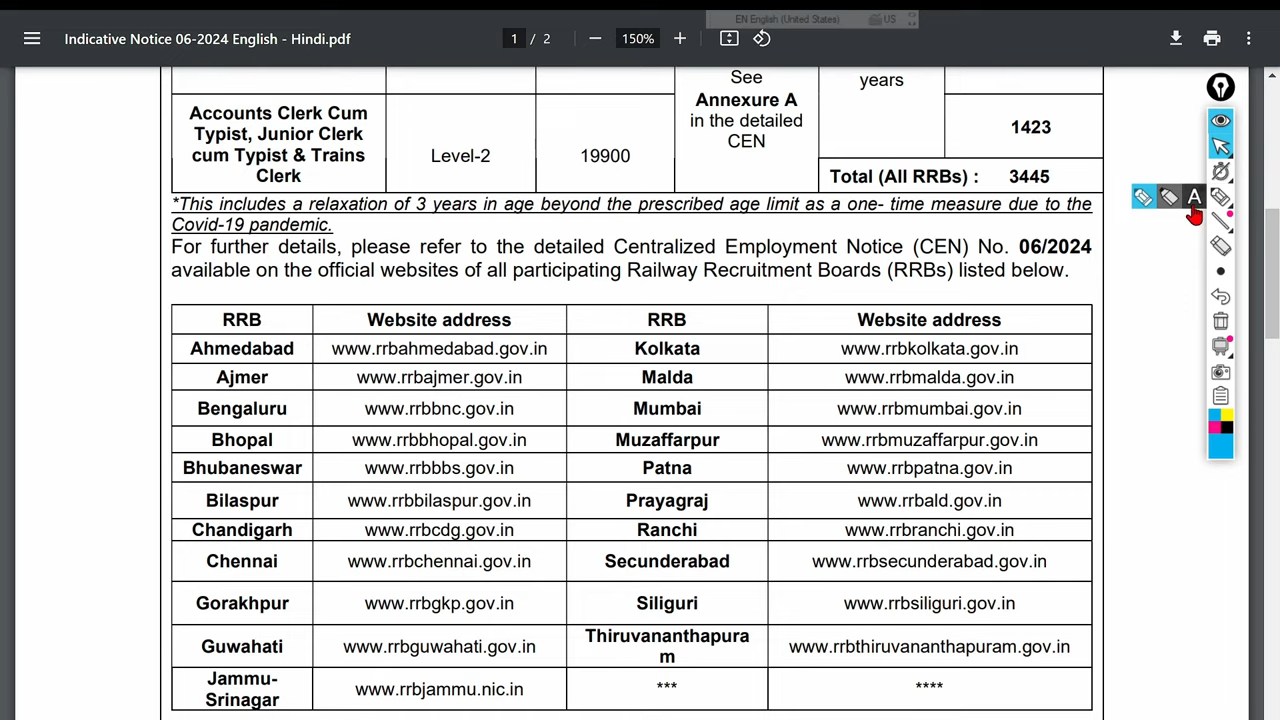 EN English (United States) US
Indicative Notice 06-2024 English - Hindi.pdf 1 / 2 150%
See
Annexure A
in the detailed
CEN
years
Accounts Clerk Cum
Typist, Junior Clerk
cum Typist & Trains
Clerk
Level-2
19900
1423
Total (All RRBs) : 3445
*This includes a relaxation of 3 years in age beyond the prescribed age limit as a one- time measure due to the
Covid-19 pandemic.
For further details, please refer to the detailed Centralized Employment Notice (CEN) No. 06/2024
available on the official websites of all participating Railway Recruitment Boards (RRBs) listed below.
RRB Website address RRB Website address
Ahmedabad www.rrbahmedabad.gov.in Kolkata www.rrbkolkata.gov.in
Ajmer www.rrbajmer.gov.in Malda www.rrbmalda.gov.in
Bengaluru www.rrbbnc.gov.in Mumbai www.rrbmumbai.gov.in
Bhopal www.rrbbhopal.gov.in Muzaffarpur www.rrbmuzaffarpur.gov.in
Bhubaneswar www.rrbbbs.gov.in Patna www.rrbpatna.gov.in
Bilaspur www.rrbbilaspur.gov.in Prayagraj www.rrbald.gov.in
Chandigarh www.rrbcdg.gov.in Ranchi www.rrbranchi.gov.in
Chennai www.rrbchennai.gov.in Secunderabad www.rrbsecunderabad.gov.in
Gorakhpur www.rrbgkp.gov.in Siliguri www.rrbsiliguri.gov.in
Guwahati www.rrbguwahati.gov.in Thiruvananthapura
m www.rrbthiruvananthapuram.gov.in
Jammu-
Srinagar www.rrbjammu.nic.in *** ****
A